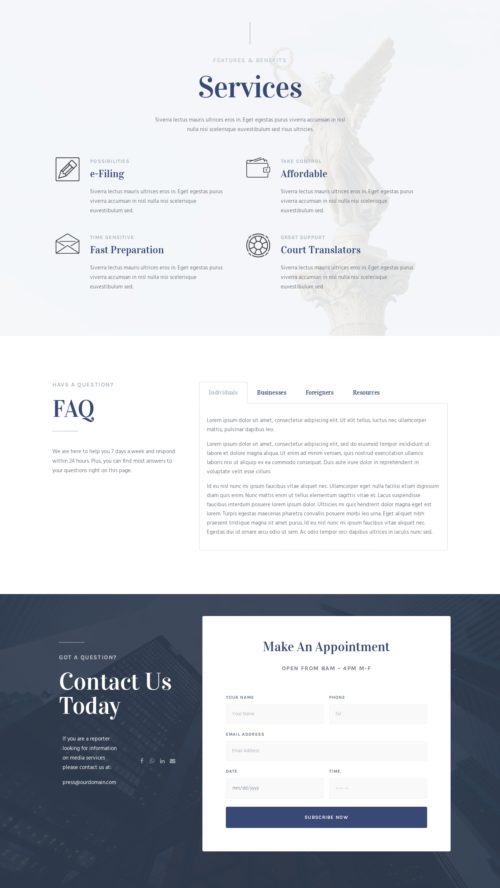 FEATURES & BENEFITS
Services
Siverra lectus mauris ultrices eros in. Eget egestas purus viverra accumsan in nisl
nulla nisi scelerisque euvestibulum sed risus ultricies.
POSSIBILITIES
e-Filing
Siverra lectus mauris ultrices eros in. Eget egestas purus
viverra accumsan in nisl nulla nisi scelerisque
euvestibulum sed.
TAKE CONTROL
Affordable
Siverra lectus mauris ultrices eros in. Eget egestas purus
viverra accumsan in nisl nulla nisi scelerisque
euvestibulum sed.
TIME SENSITIVE
Fast Preparation
Siverra lectus mauris ultrices eros in. Eget egestas purus
viverra accumsan in nisl nulla nisi scelerisque
euvestibulum sed.
GREAT SUPPORT
Court Translators
Siverra lectus mauris ultrices eros in. Eget egestas purus
viverra accumsan in nisl nulla nisi scelerisque
euvestibulum sed.
HAVE A QUESTION?
FAQ
We are here to help you 7 days a week and respond
within 24 hours. Plus, you can find most answers to
your questions right on this page.
Individuals Businesses Foreigners Resources
Lorem ipsum dolor sit amet, consectetur adipiscing elit. Ut elit tellus, luctus nec ullamcorper
mattis, pulvinar dapibus leo.
Lorem ipsum dolor sit amet, consectetur adipiscing elit, sed do eiusmod tempor incididunt ut
labore et dolore magna aliqua. Ut enim ad minim veniam, quis nostrud exercitation ullamco
laboris nisi ut aliquip ex ea commodo consequat. Duis aute irure dolor in reprehenderit in
voluptate velit esse cillum.
Id eu nisl nunc mi ipsum faucibus vitae aliquet nec. Ullamcorper eget nulla facilisi etiam dignissim
diam quis enim. Nunc mattis enim ut tellus elementum sagittis vitae et. Lacus suspendisse
faucibus interdum posuere lorem ipsum dolor. Ultricies mi quis hendrerit dolor magna eget est
lorem. Turpis egestas maecenas pharetra convallis posuere morbi leo urna. Eget aliquet nibh
praesent tristique magna sit amet purus. Id eu nisl nunc mi ipsum faucibus vitae aliquet nec.
Egestas dui id ornare arcu odio ut sem. Ac odio tempor orci dapibus ultrices in iaculis nunc sed.
GOT A QUESTION?
Contact Us
Today
If you are a reporter
looking for information
on media services
please contact us at:
press@ourdomain.com
Make An Appointment
OPEN FROM 8AM – 4PM M-F
YOUR NAME PHONE
Your Name Tel
EMAIL ADDRESS
Email Address
DATE TIME
mm/dd/yyyy --:-- --
SUBSCRIBE NOW